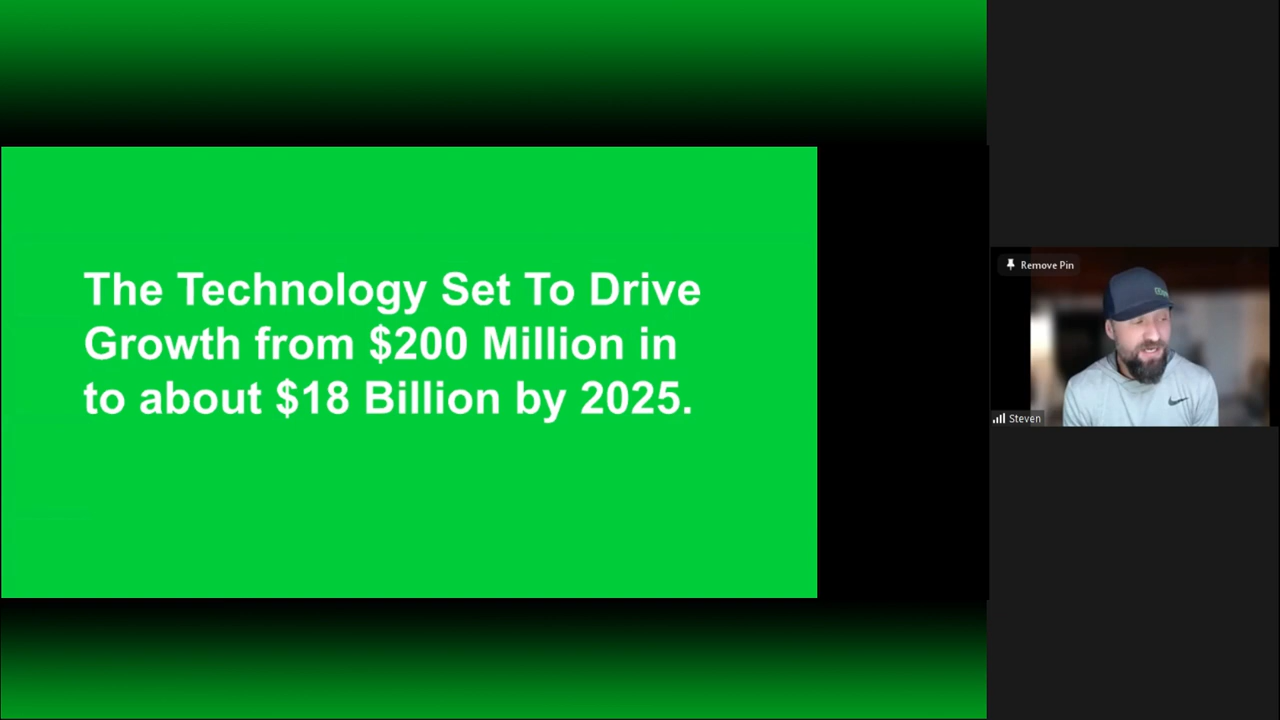 The Technology Set To Drive
Growth from $200 Million in
to about $18 Billion by 2025.
Remove Pin
Steven